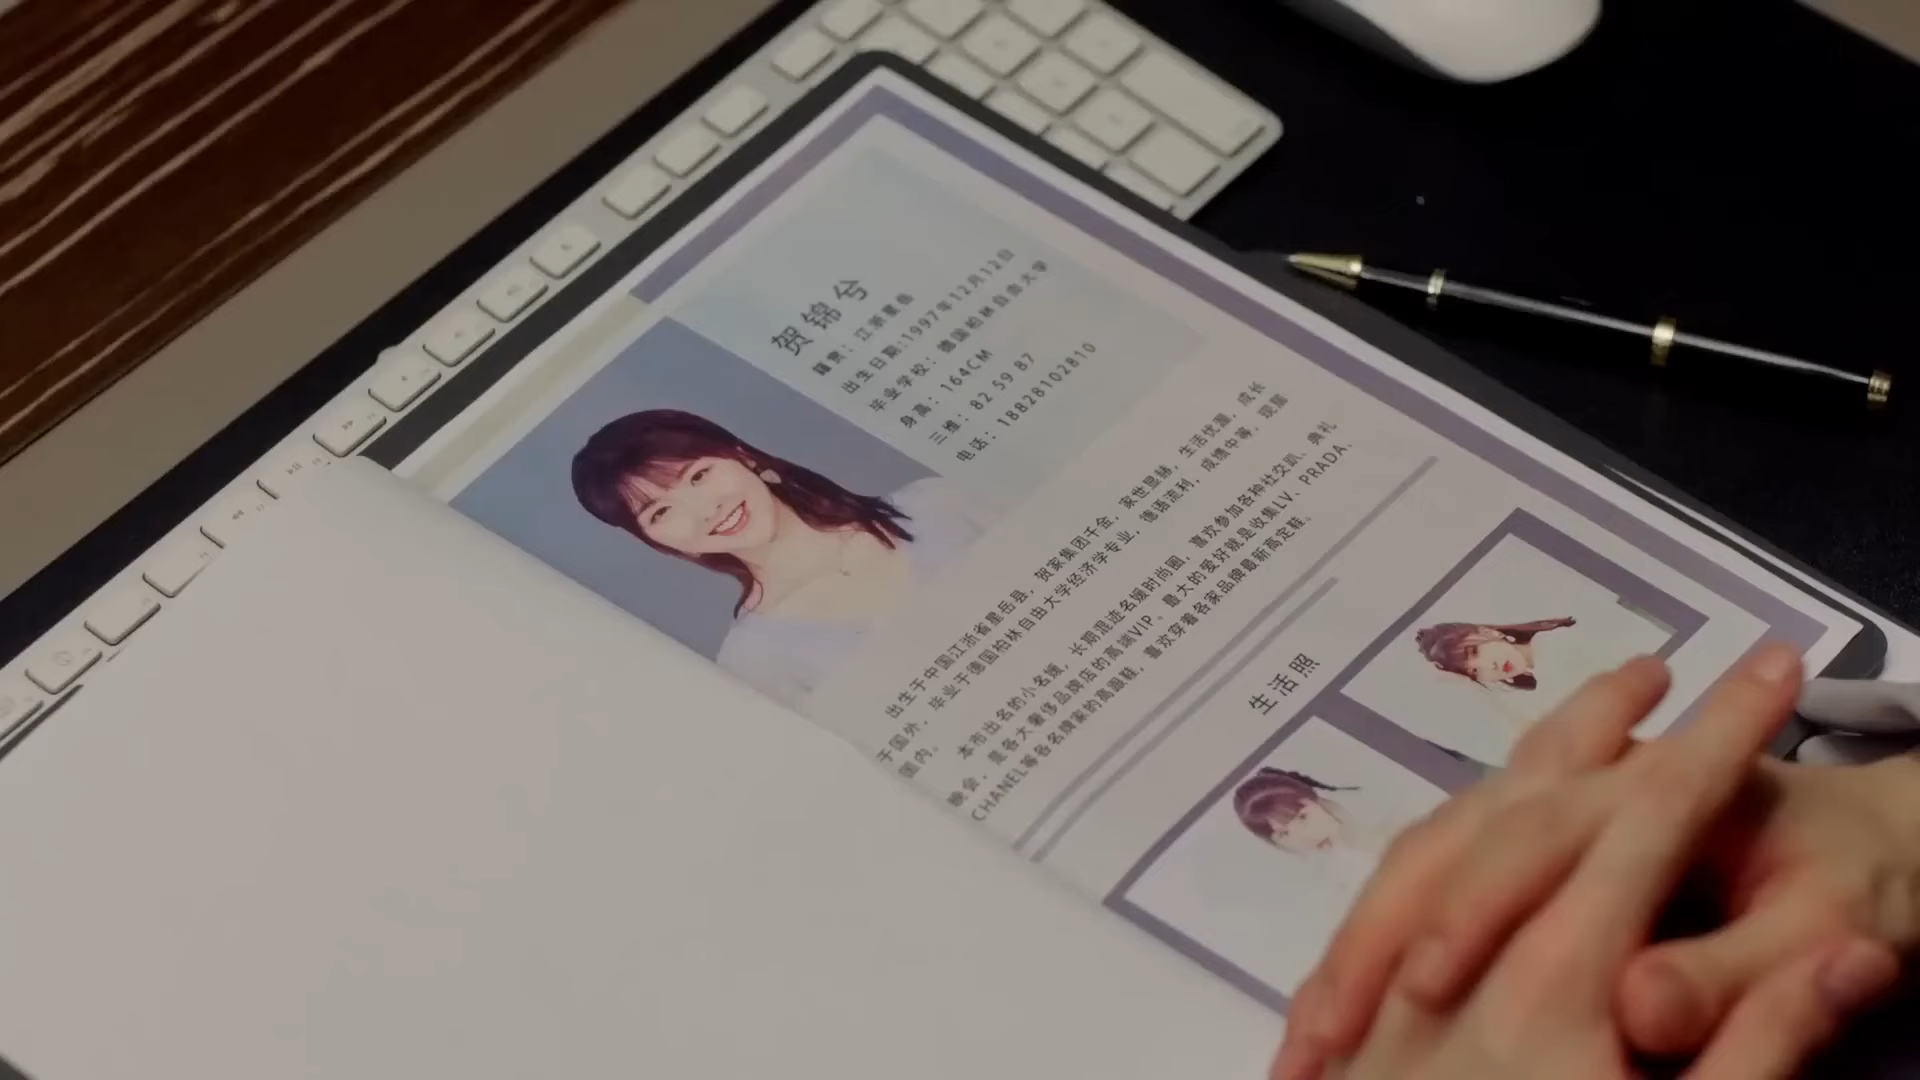 贺锦兮
籍贯：江浙星岳
出生日期:1997年12月12日
毕业学校：德国柏林自由大学
身高：164CM
三维：82 59 87
电话：18828102810
出生于中国江浙省星岳县，贺家集团千金，家世显赫，生活优渥，成长
于国外，毕业于德国柏林自由大学经济学专业，德语流利，成绩中等，现居
国内。
本市出名的小名媛，长期混迹名媛时尚圈，喜欢参加各种社交趴、典礼
晚会，是各大奢侈品牌店的高端VIP。最大的爱好就是收集LV、PRADA、
CHANEL等各名牌家的高跟鞋，喜欢穿着各家品牌最新高定鞋。
生活照